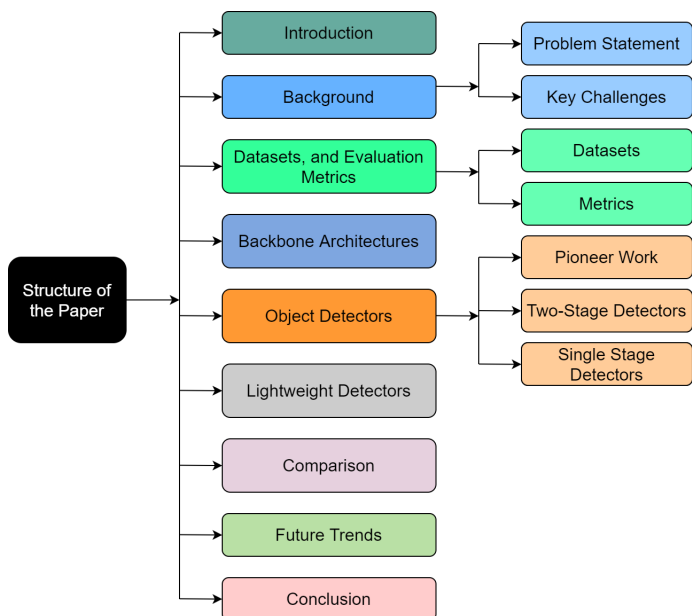 Structure of
the Paper
Introduction
Background
Problem Statement
Key Challenges
Datasets, and Evaluation
Metrics
Datasets
Metrics
Backbone Architectures
Object Detectors
Pioneer Work
Two-Stage Detectors
Single Stage
Detectors
Lightweight Detectors
Comparison
Future Trends
Conclusion